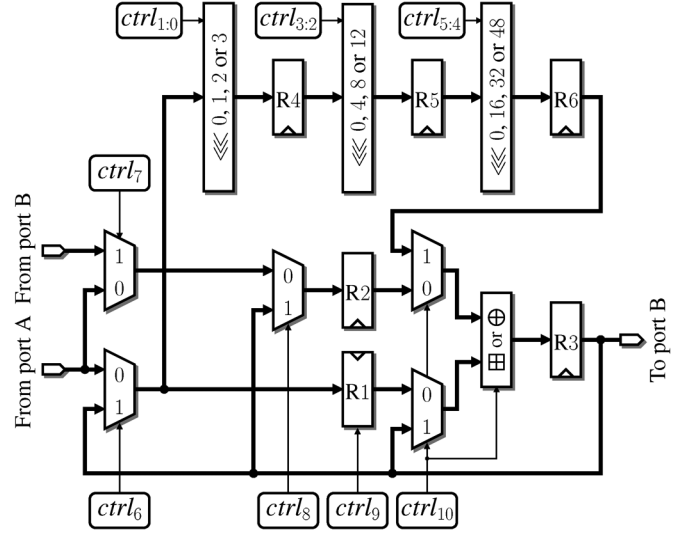 ctrl1:0
ctrl3:2
ctrl5:4
⋘ 0, 1, 2 or 3
R4
⋘ 0, 4, 8 or 12
R5
⋘ 0, 16, 32 or 48
R6
ctrl7
From port B
1
0
0
1
R2
1
0
⊞ or ⊕
R3
To port B
From port A
0
1
R1
0
1
ctrl6
ctrl8
ctrl9
ctrl10